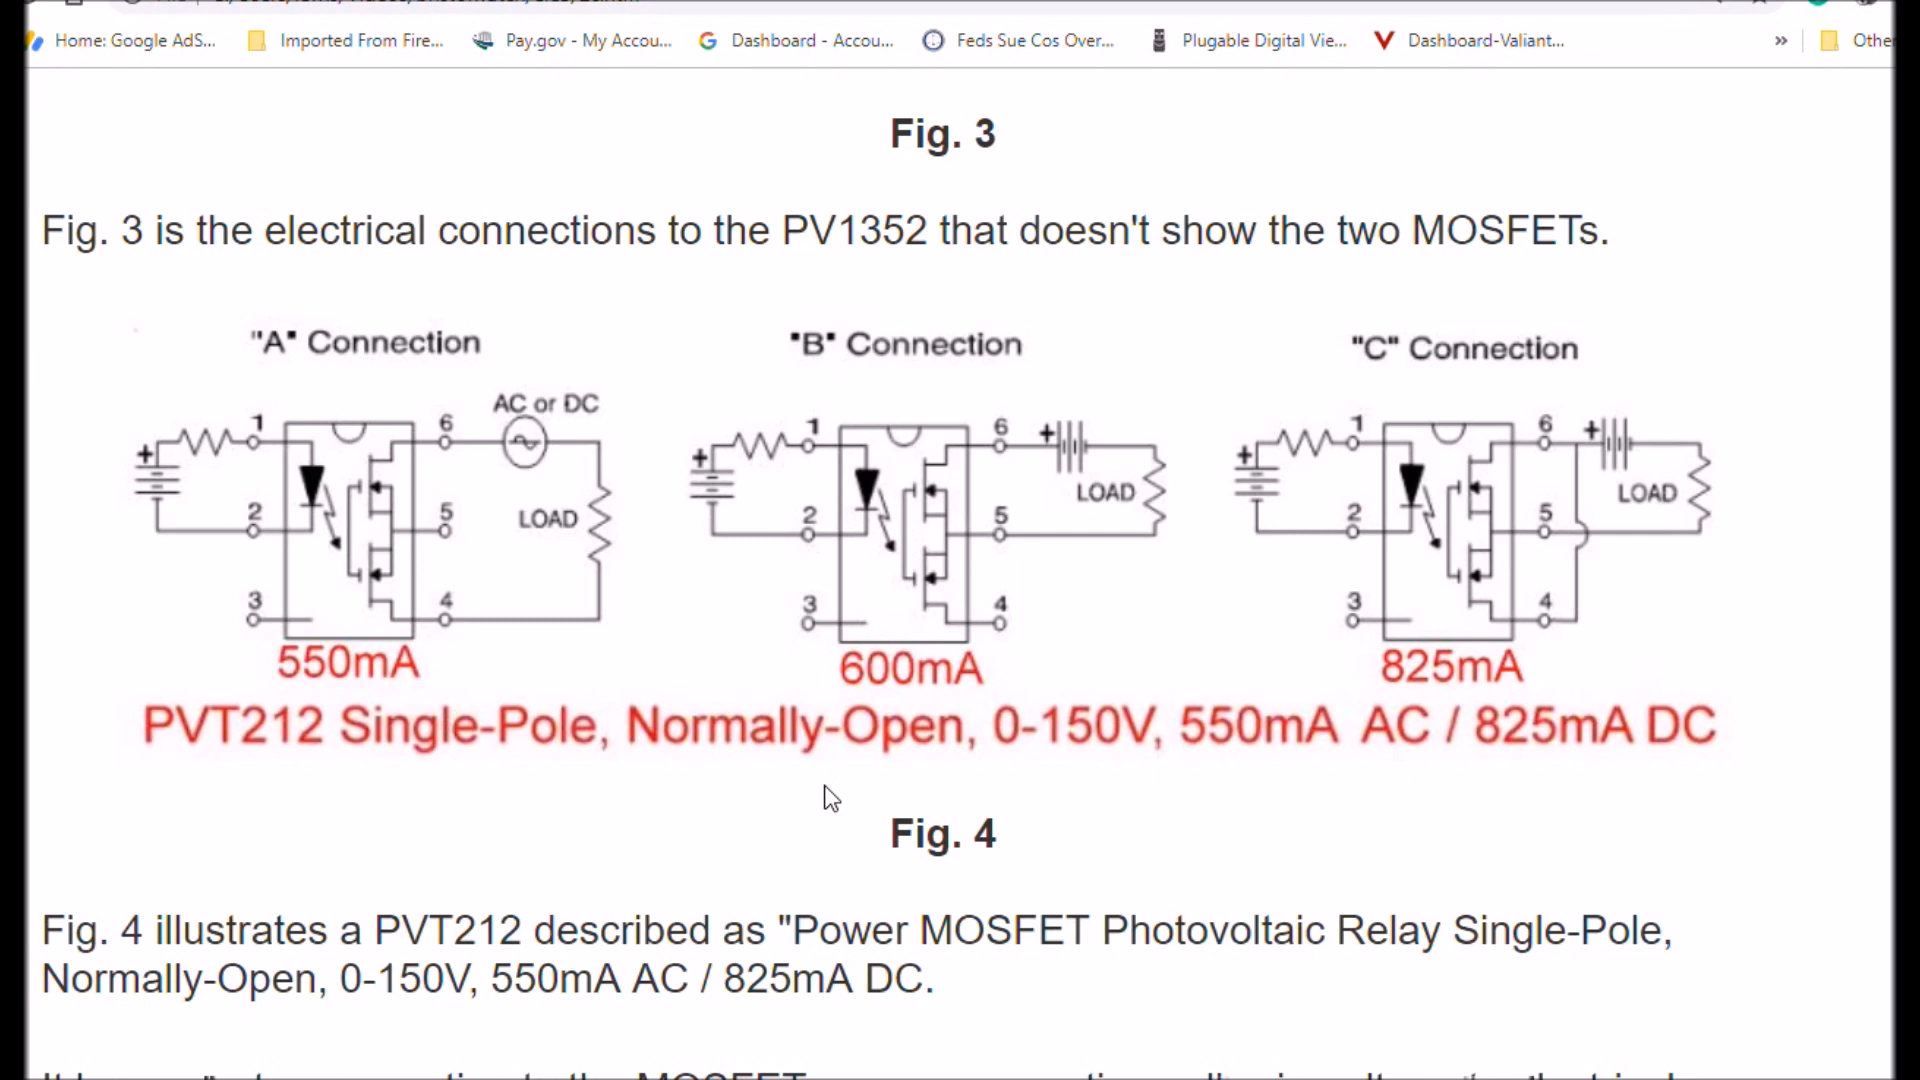 Home: Google AdS...
Imported From Fire...
Pay.gov - My Accou...
Dashboard - Accou...
Feds Sue Cos Over...
Plugable Digital Vie...
Dashboard-Valiant...
»
Other
Fig. 3
Fig. 3 is the electrical connections to the PV1352 that doesn't show the two MOSFETs.
"A" Connection
AC or DC
+
1
2
3
6
5
4
LOAD
550mA
"B" Connection
+
1
2
3
6
5
4
+
LOAD
600mA
"C" Connection
+
1
2
3
6
5
4
+
LOAD
825mA
PVT212 Single-Pole, Normally-Open, 0-150V, 550mA AC / 825mA DC
Fig. 4
Fig. 4 illustrates a PVT212 described as "Power MOSFET Photovoltaic Relay Single-Pole,
Normally-Open, 0-150V, 550mA AC / 825mA DC.